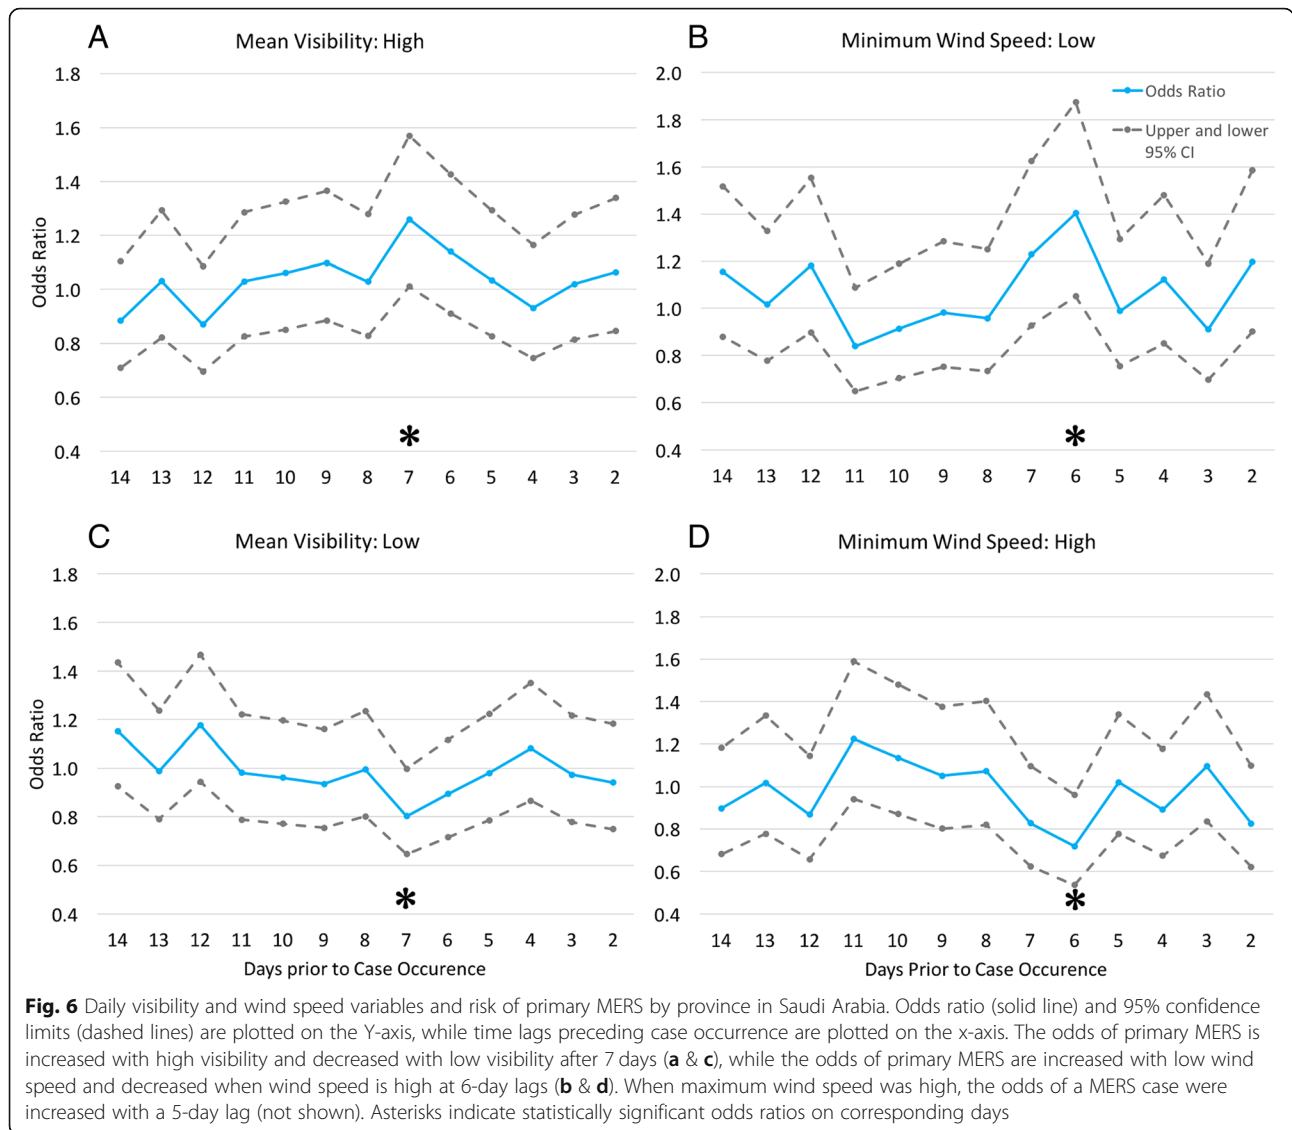 A
Mean Visibility: High
1.8
1.6
1.4
1.2
1.0
0.8
0.6
0.4
Odds Ratio
*
14 13 12 11 10 9 8 7 6 5 4 3 2
B
Minimum Wind Speed: Low
2.0
1.8
1.6
1.4
1.2
1.0
0.8
0.6
0.4
Odds Ratio
Upper and lower
95% CI
*
14 13 12 11 10 9 8 7 6 5 4 3 2
C
Mean Visibility: Low
1.8
1.6
1.4
1.2
1.0
0.8
0.6
0.4
Odds Ratio
*
14 13 12 11 10 9 8 7 6 5 4 3 2
Days prior to Case Occurence
D
Minimum Wind Speed: High
2.0
1.8
1.6
1.4
1.2
1.0
0.8
0.6
0.4
*
14 13 12 11 10 9 8 7 6 5 4 3 2
Days Prior to Case Occurence
Fig. 6 Daily visibility and wind speed variables and risk of primary MERS by province in Saudi Arabia. Odds ratio (solid line) and 95% confidence
limits (dashed lines) are plotted on the Y-axis, while time lags preceding case occurrence are plotted on the x-axis. The odds of primary MERS is
increased with high visibility and decreased with low visibility after 7 days (a & c), while the odds of primary MERS are increased with low wind
speed and decreased when wind speed is high at 6-day lags (b & d). When maximum wind speed was high, the odds of a MERS case were
increased with a 5-day lag (not shown). Asterisks indicate statistically significant odds ratios on corresponding days